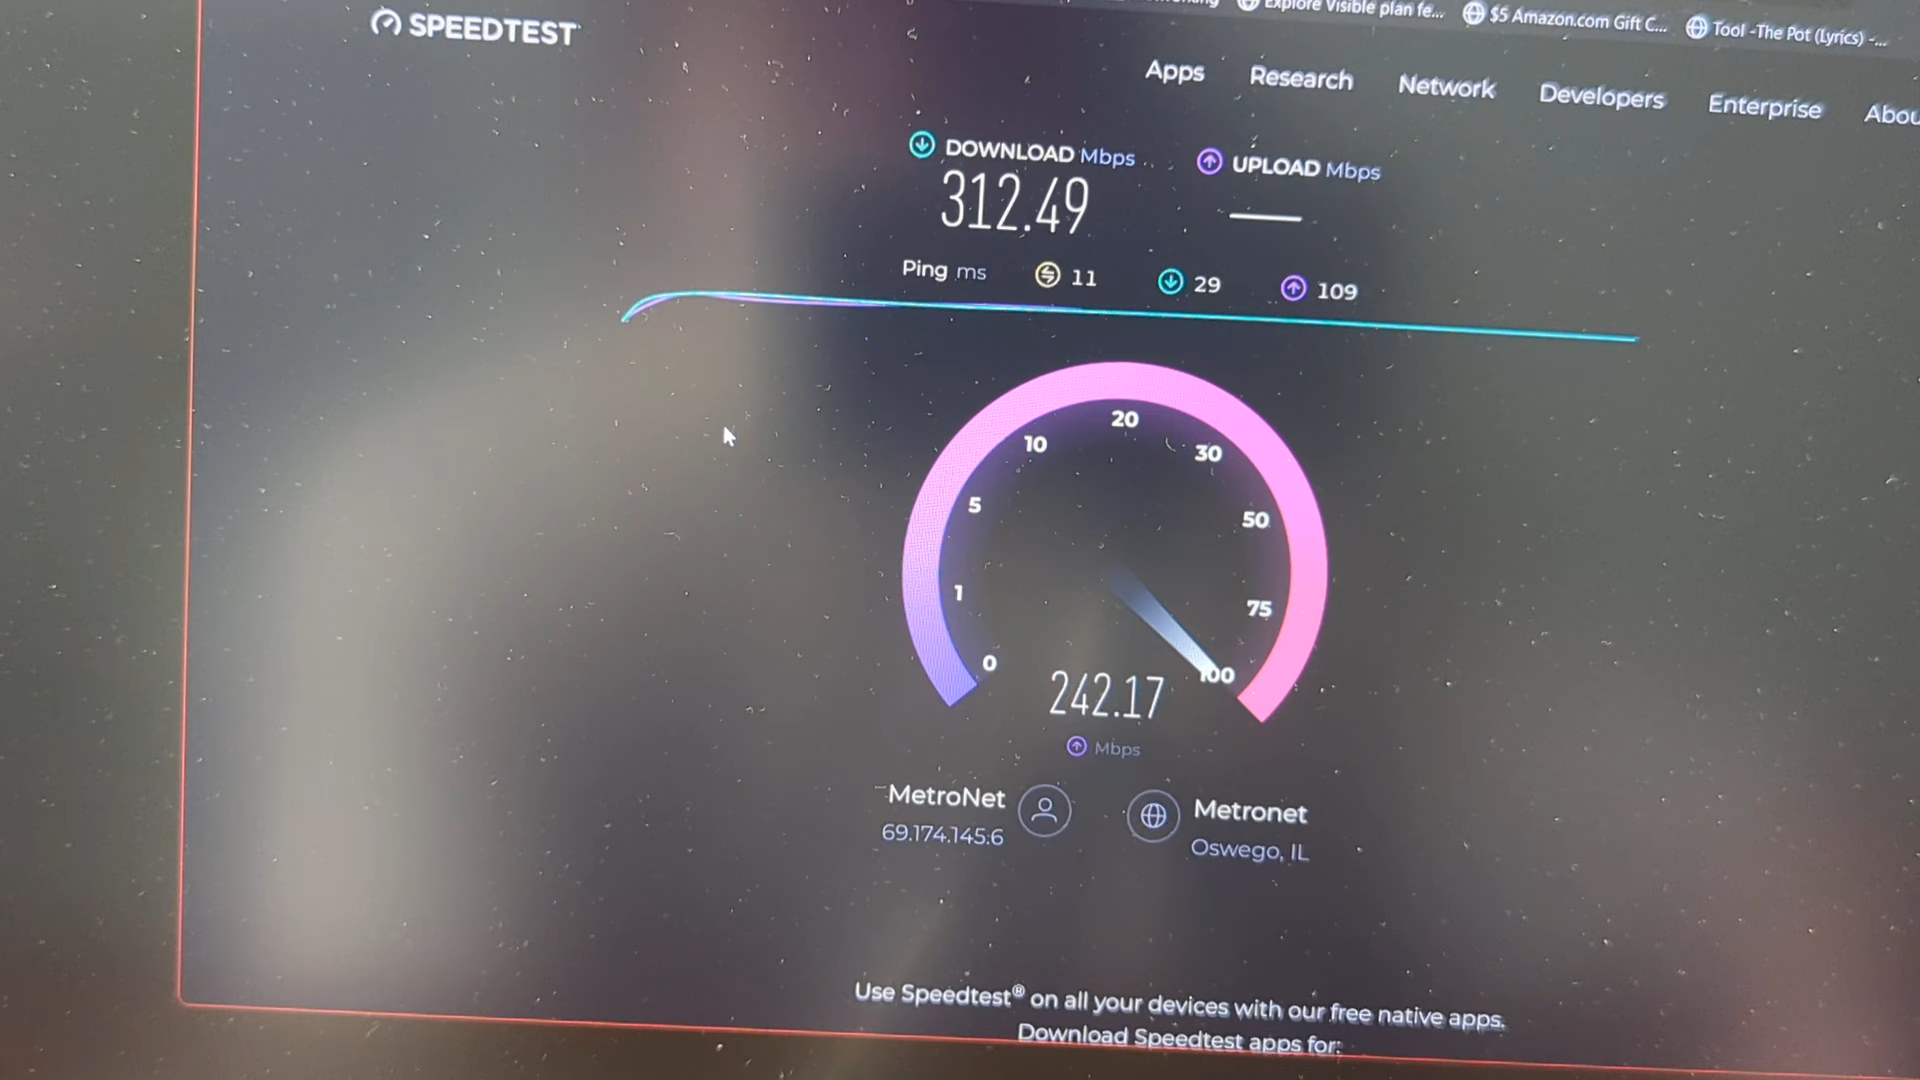 Explore Visible plan fe...
$5 Amazon.com Gift C...
Tool -The Pot (Lyrics) -...
SPEEDTEST
Apps Research Network Developers Enterprise Abou
DOWNLOAD Mbps UPLOAD Mbps
312.49 —
Ping ms 11 29 109
0
1
5
10
20
30
50
75
100
242.17
Mbps
MetroNet
69.174.145.6
Metronet
Oswego, IL
Use Speedtest® on all your devices with our free native apps.
Download Speedtest apps for: